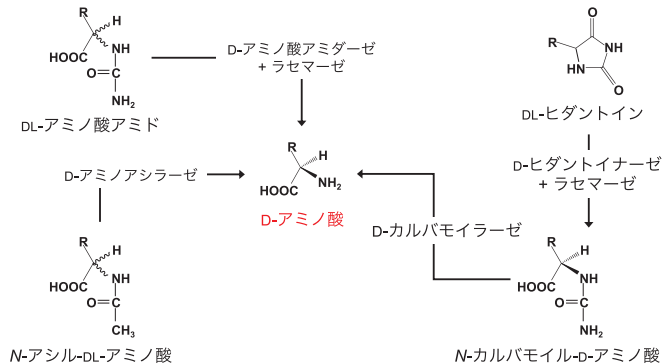 R
H
HOOC
NH
O=C
NH₂
DL-アミノ酸アミド
D-アミノ酸アミダーゼ
+ ラセマーゼ
O
R
NH
HN
O
DL-ヒダントイン
D-ヒダントイナーゼ
+ ラセマーゼ
D-アミノアシラーゼ
R
H
HOOC
NH₂
D-アミノ酸
D-カルバモイラーゼ
R
H
HOOC
NH
O=C
CH₃
N-アシル-DL-アミノ酸
R
H
HOOC
NH
O=C
NH₂
N-カルバモイル-D-アミノ酸